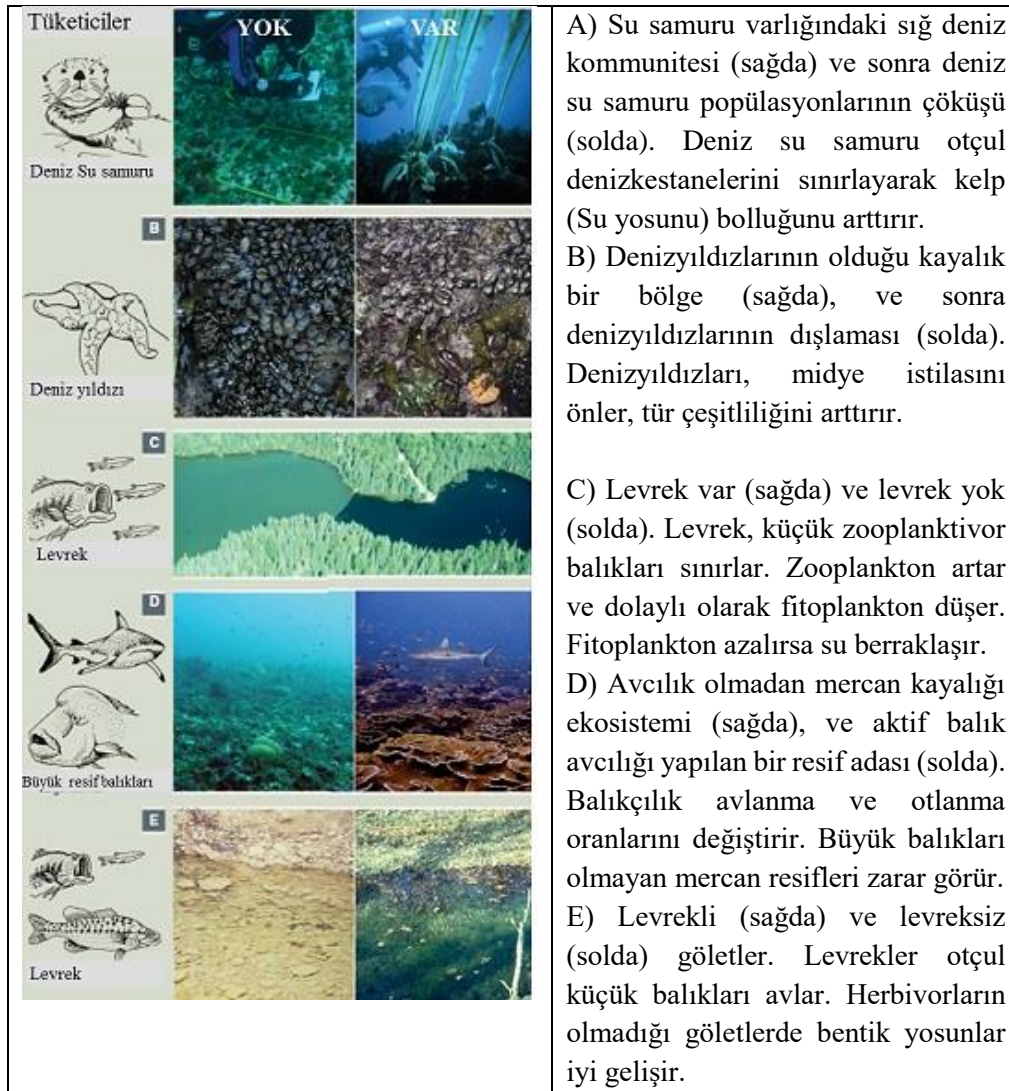 Tüketiciler
YOK
VAR
Deniz Su samuru
B
Deniz yıldızı
C
Levrek
D
Büyük resif balıkları
E
Levrek
A) Su samuru varlığındaki sığ deniz
kommunitesi (sağda) ve sonra deniz
su samuru popülasyonlarının çöküşü
(solda). Deniz su samuru otçul
denizkestanelerini sınırlayarak kelp
(Su yosunu) bolluğunu arttırır.
B) Denizyıldızlarının olduğu kayalık
bir bölge (sağda), ve sonra
denizyıldızlarının dışlaması (solda).
Denizyıldızları, midye istilasını
önler, tür çeşitliliğini arttırır.
C) Levrek var (sağda) ve levrek yok
(solda). Levrek, küçük zooplanktivor
balıkları sınırlar. Zooplankton artar
ve dolaylı olarak fitoplankton düşer.
Fitoplankton azalırsa su berraklaşır.
D) Avcılık olmadan mercan kayalığı
ekosistemi (sağda), ve aktif balık
avcılığı yapılan bir resif adası (solda).
Balıkçılık avlanma ve otlanma
oranlarını değiştirir. Büyük balıkları
olmayan mercan resifleri zarar görür.
E) Levrekli (sağda) ve levreksiz
(solda) göletler. Levrekler otçul
küçük balıkları avlar. Herbivorların
olmadığı göletlerde bentik yosunlar
iyi gelişir.